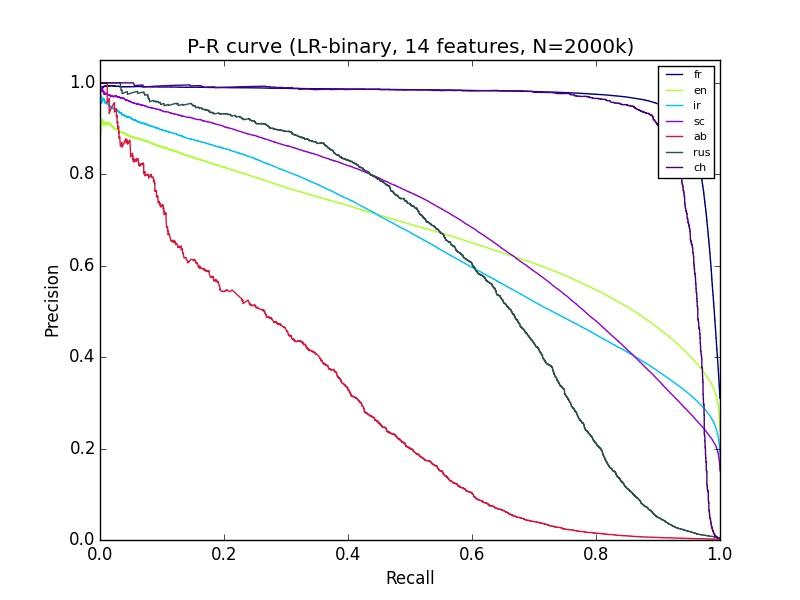 P-R curve (LR-binary, 14 features, N=2000k)
1.0
0.8
0.6
0.4
0.2
0.0
Precision
0.0 0.2 0.4 0.6 0.8 1.0
Recall
fr
en
ir
sc
ab
rus
ch